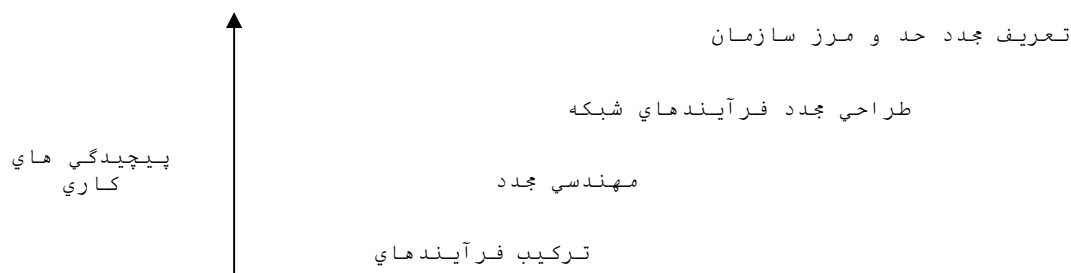 تعريف مجدد حد و مرز سازمان
طراحي مجدد فرآيندهاي شبكه
پيچيدگي هاي
كاري
مهندسي مجدد
تركيب فرآيندهاي